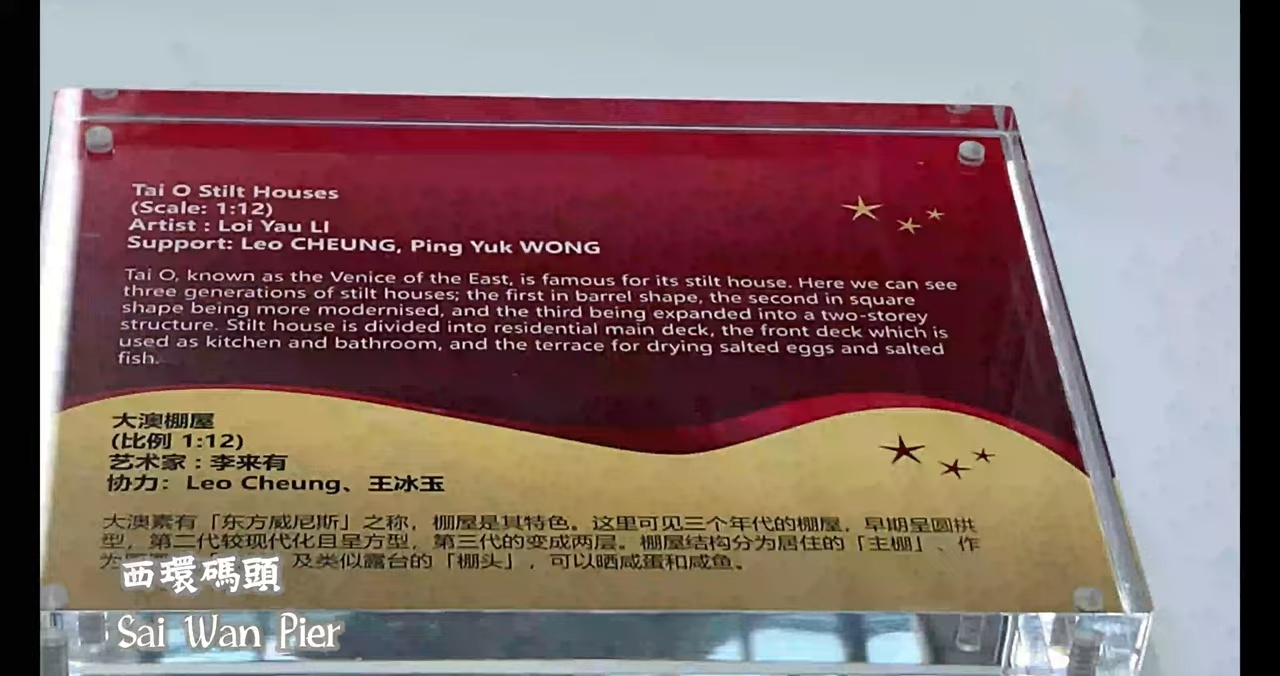 Tai O Stilt Houses
(Scale: 1:12)
Artist : Loi Yau LI
Support: Leo CHEUNG, Ping Yuk WONG
Tai O, known as the Venice of the East, is famous for its stilt house. Here we can see
three generations of stilt houses; the first in barrel shape, the second in square
shape being more modernised, and the third being expanded into a two-storey
structure. Stilt house is divided into residential main deck, the front deck which is
used as kitchen and bathroom, and the terrace for drying salted eggs and salted
fish.
大澳棚屋
(比例 1:12)
艺术家：李来有
协力：Leo Cheung、王冰玉
大澳素有「东方威尼斯」之称，棚屋是其特色。这里可见三个年代的棚屋，早期呈圆拱
型，第二代较现代化且呈方型，第三代的变成两层。棚屋结构分为居住的「主棚」、作
为 及类似露台的「棚头」，可以晒咸蛋和咸鱼。
西環碼頭
Sai Wan Pier